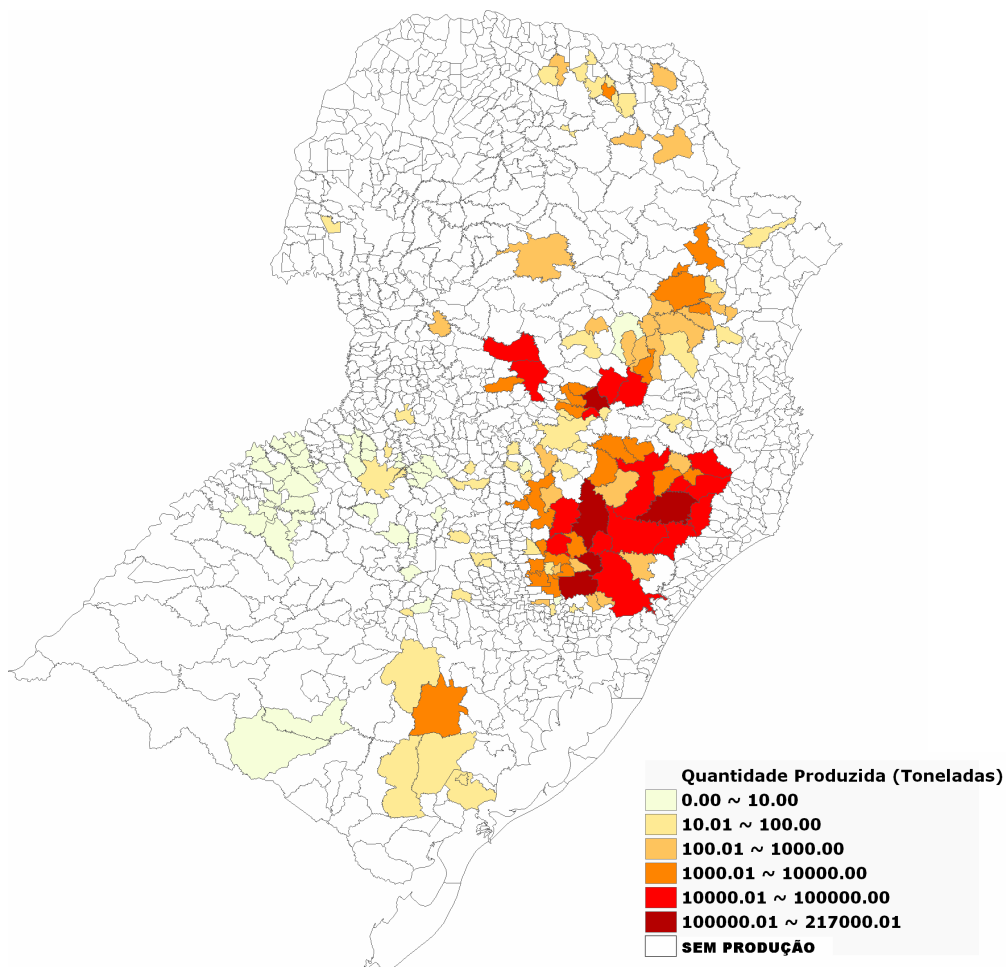 Quantidade Produzida (Toneladas)
0.00 ~ 10.00
10.01 ~ 100.00
100.01 ~ 1000.00
1000.01 ~ 10000.00
10000.01 ~ 100000.00
100000.01 ~ 217000.01
SEM PRODUÇÃO